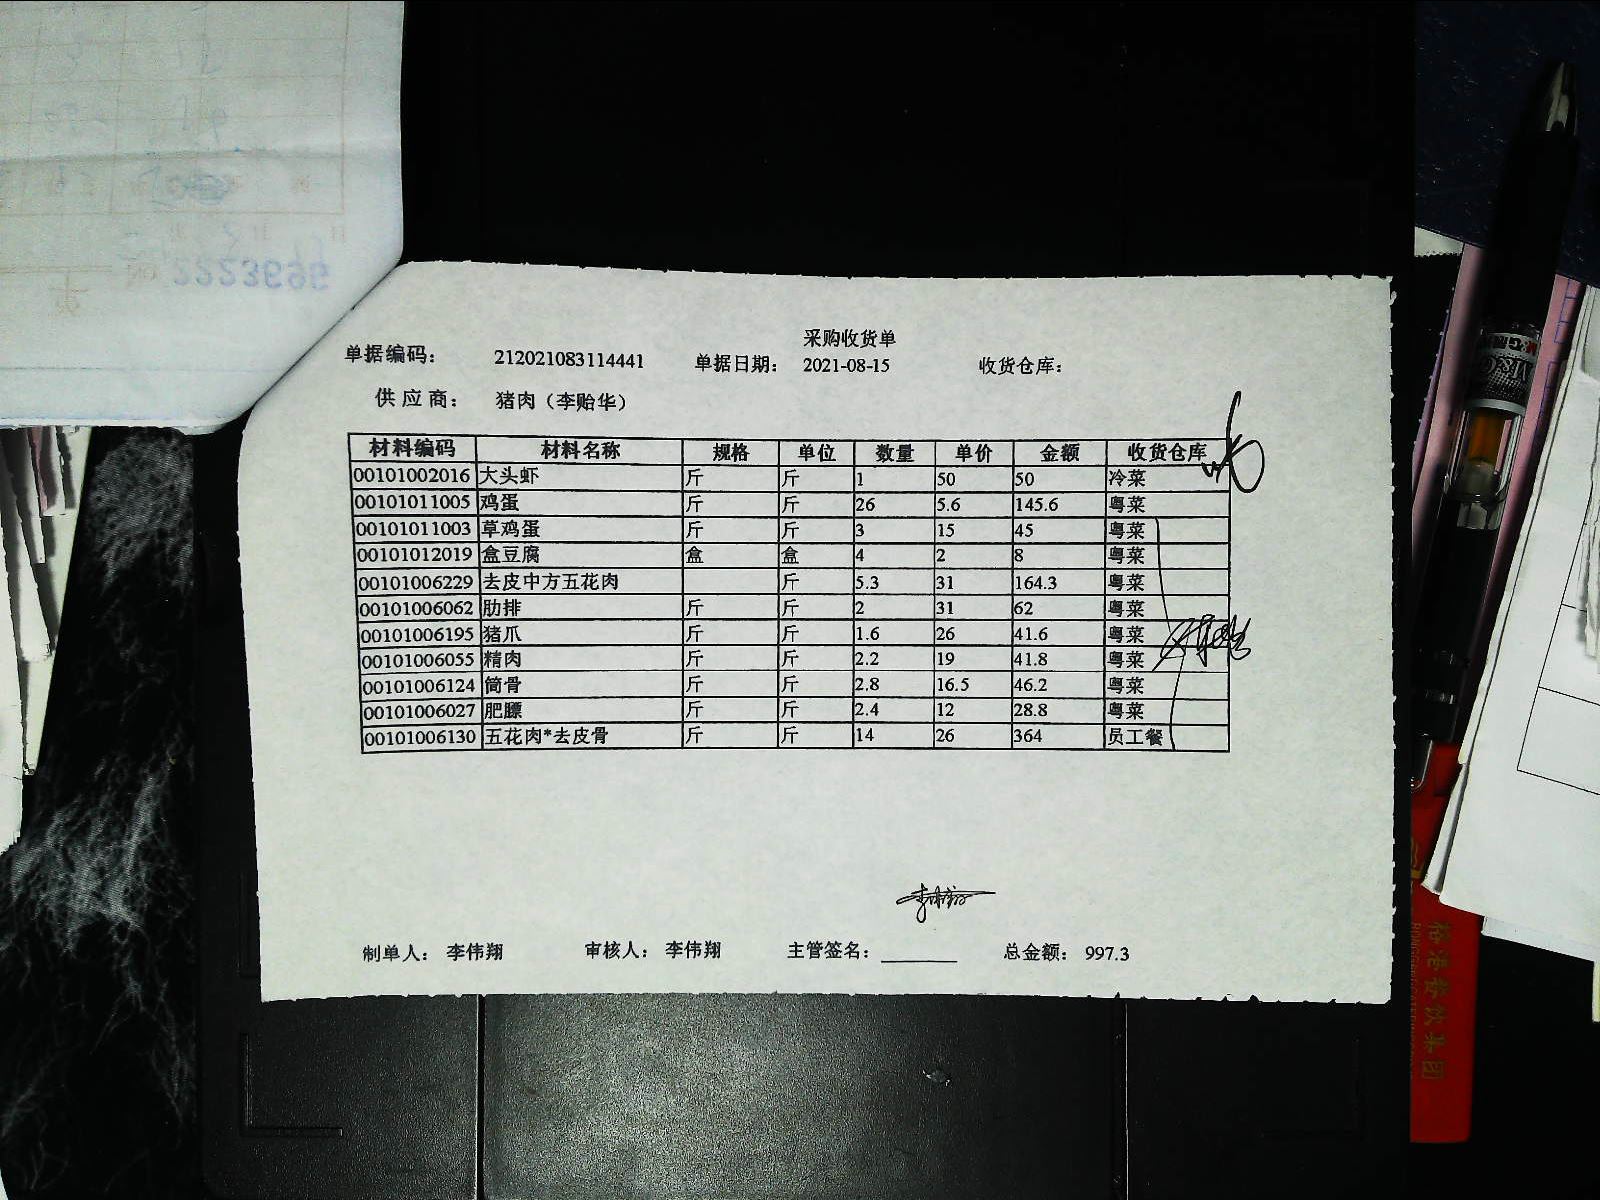 2223696
采购收货单
单据编码： 212021083114441 单据日期： 2021-08-15 收货仓库：
供 应 商： 猪肉（李贻华）
材料编码 材料名称 规格 单位 数量 单价 金额 收货仓库
00101002016 大头虾 斤 斤 1 50 50 冷菜
00101011005 鸡蛋 斤 斤 26 5.6 145.6 粤菜
00101011003 草鸡蛋 斤 斤 3 15 45 粤菜
00101012019 盒豆腐 盒 盒 4 2 8 粤菜
00101006229 去皮中方五花肉 斤 5.3 31 164.3 粤菜
00101006062 肋排 斤 斤 2 31 62 粤菜
00101006195 猪爪 斤 斤 1.6 26 41.6 粤菜
00101006055 精肉 斤 斤 2.2 19 41.8 粤菜
00101006124 筒骨 斤 斤 2.8 16.5 46.2 粤菜
00101006027 肥膘 斤 斤 2.4 12 28.8 粤菜
00101006130 五花肉*去皮骨 斤 斤 14 26 364 员工餐
制单人： 李伟翔 审核人： 李伟翔 主管签名： 总金额： 997.3